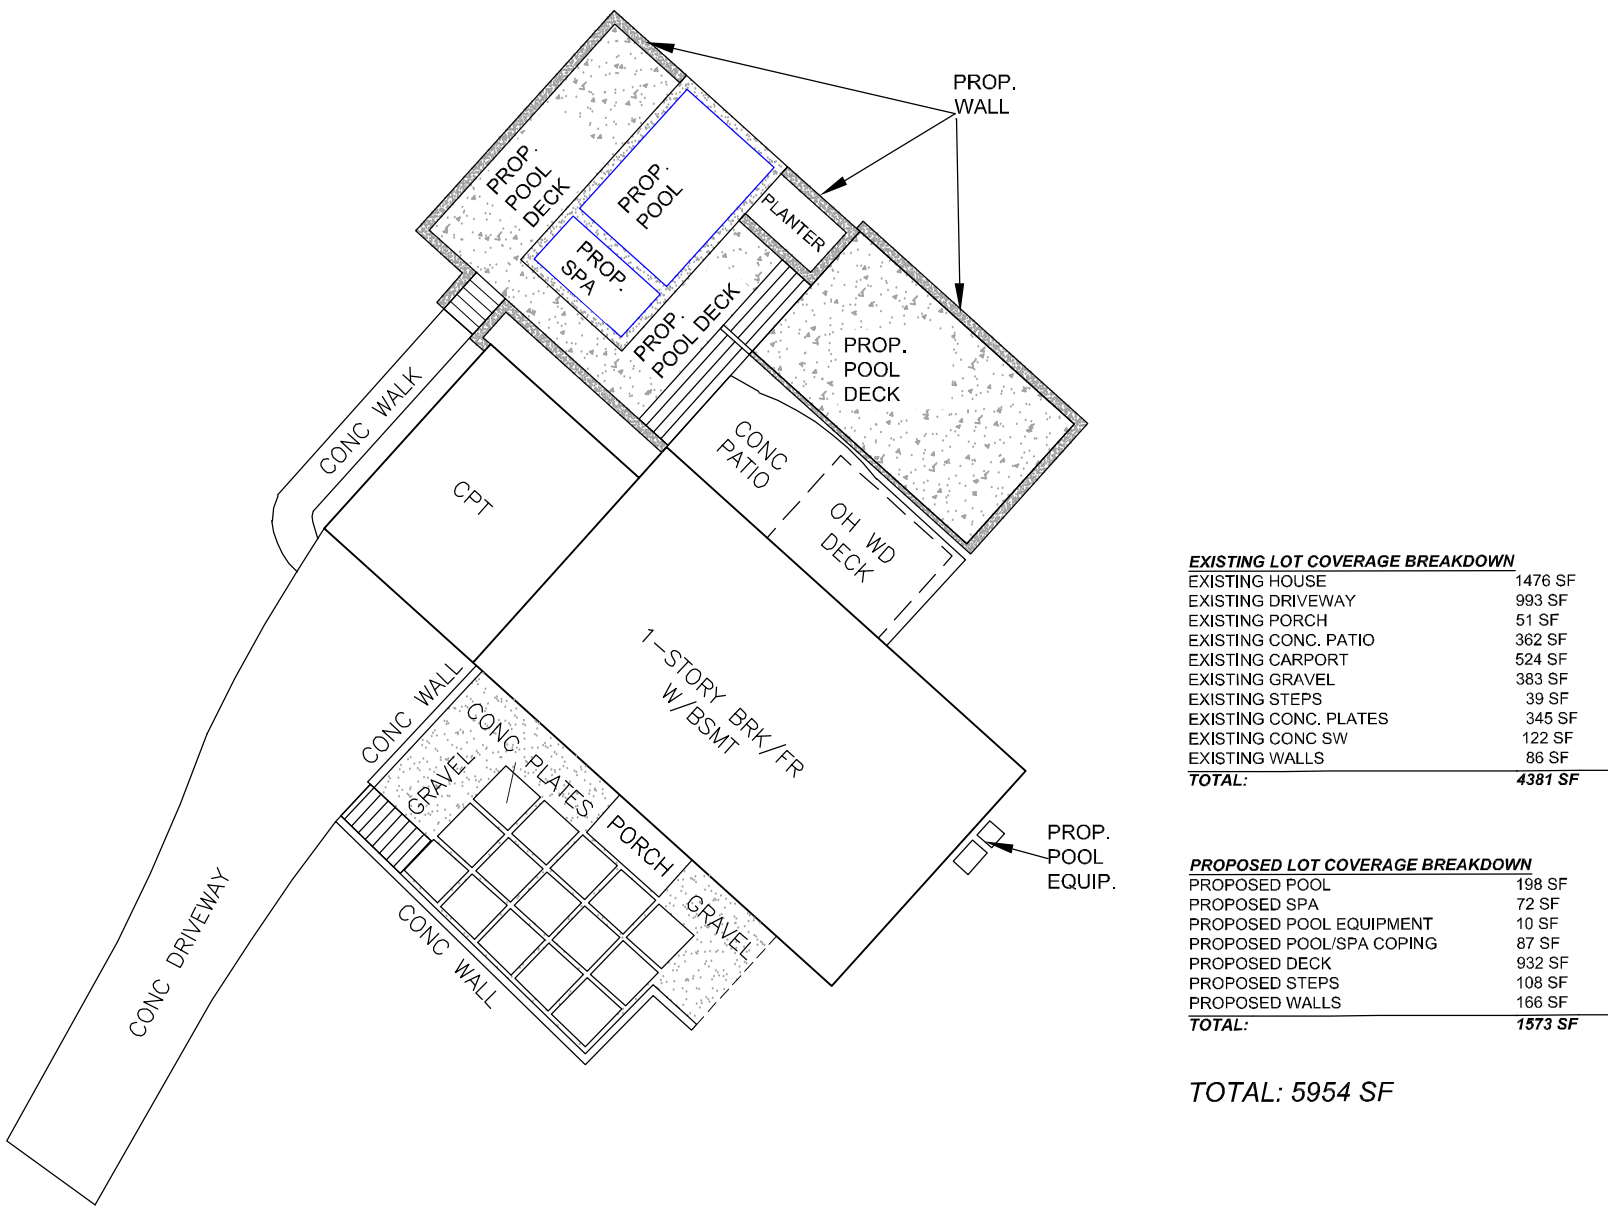 PROP.
WALL
PROP.
POOL
DECK
PROP.
POOL
PROP.
SPA
PLANTER
PROP.
POOL DECK
PROP.
POOL
DECK
CONC WALK
CONC
PATIO
CPT
OH WD
DECK
1-STORY BRK/FR
W/BSMT
CONC WALL
CONC PLATES
GRAVEL
PORCH
GRAVEL
CONC WALL
CONC DRIVEWAY
PROP.
POOL
EQUIP.
EXISTING LOT COVERAGE BREAKDOWN
EXISTING HOUSE 1476 SF
EXISTING DRIVEWAY 993 SF
EXISTING PORCH 51 SF
EXISTING CONC. PATIO 362 SF
EXISTING CARPORT 524 SF
EXISTING GRAVEL 383 SF
EXISTING STEPS 39 SF
EXISTING CONC. PLATES 345 SF
EXISTING CONC SW 122 SF
EXISTING WALLS 86 SF
TOTAL: 4381 SF
PROPOSED LOT COVERAGE BREAKDOWN
PROPOSED POOL 198 SF
PROPOSED SPA 72 SF
PROPOSED POOL EQUIPMENT 10 SF
PROPOSED POOL/SPA COPING 87 SF
PROPOSED DECK 932 SF
PROPOSED STEPS 108 SF
PROPOSED WALLS 166 SF
TOTAL: 1573 SF
TOTAL: 5954 SF